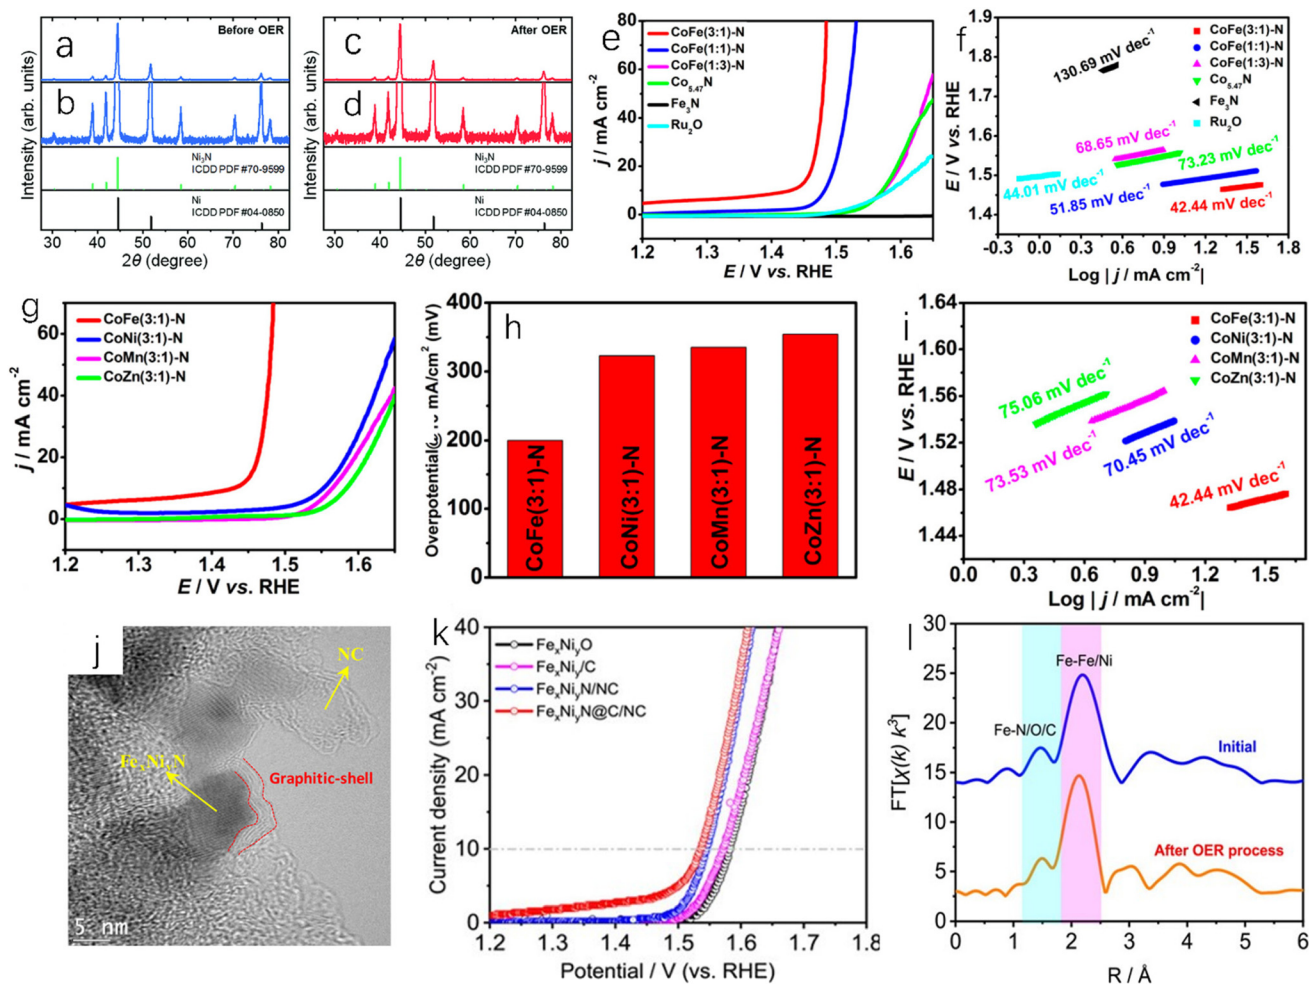 a
Before OER
b
Ni3N
ICDD PDF #70-9599
Ni
ICDD PDF #04-0850
Intensity (arb. units)
30 40 50 60 70 80
2θ (degree)
c
After OER
d
Ni3N
ICDD PDF #70-9599
Ni
ICDD PDF #04-0850
Intensity (arb. units)
30 40 50 60 70 80
2θ (degree)
e
CoFe(3:1)-N
CoFe(1:1)-N
CoFe(1:3)-N
Co5.47N
Fe3N
Ru2O
j / mA cm-2
80
60
40
20
0
1.2 1.3 1.4 1.5 1.6
E / V vs. RHE
f
CoFe(3:1)-N
CoFe(1:1)-N
CoFe(1:3)-N
Co5.47N
Fe3N
Ru2O
130.69 mV dec-1
68.65 mV dec-1
73.23 mV dec-1
44.01 mV dec-1
51.85 mV dec-1
42.44 mV dec-1
E / V vs. RHE
1.9
1.8
1.7
1.6
1.5
1.4
-0.3 0.0 0.3 0.6 0.9 1.2 1.5 1.8
Log | j / mA cm-2|
g
CoFe(3:1)-N
CoNi(3:1)-N
CoMn(3:1)-N
CoZn(3:1)-N
j / mA cm-2
60
40
20
0
1.2 1.3 1.4 1.5 1.6
E / V vs. RHE
h
mA/cm2 (mV)
400
300
200
100
0
CoFe(3:1)-N
CoNi(3:1)-N
CoMn(3:1)-N
CoZn(3:1)-N
i
CoFe(3:1)-N
CoNi(3:1)-N
CoMn(3:1)-N
CoZn(3:1)-N
75.06 mV dec-1
73.53 mV dec-1
70.45 mV dec-1
42.44 mV dec-1
E / V vs. RHE
1.64
1.60
1.56
1.52
1.48
1.44
0.0 0.3 0.6 0.9 1.2 1.5
Log | j / mA cm-2|
j
NC
FexNiyN
Graphitic-shell
5 nm
k
FexNiyO
FexNiy/C
FexNiyN/NC
FexNiyN@C/NC
Current density (mA cm-2)
40
30
20
10
0
1.2 1.3 1.4 1.5 1.6 1.7 1.8
Potential / V (vs. RHE)
l
Fe-Fe/Ni
Fe-N/O/C
Initial
After OER process
FT[χ(k) k3]
30
25
20
15
10
5
0
0 1 2 3 4 5 6
R / Å